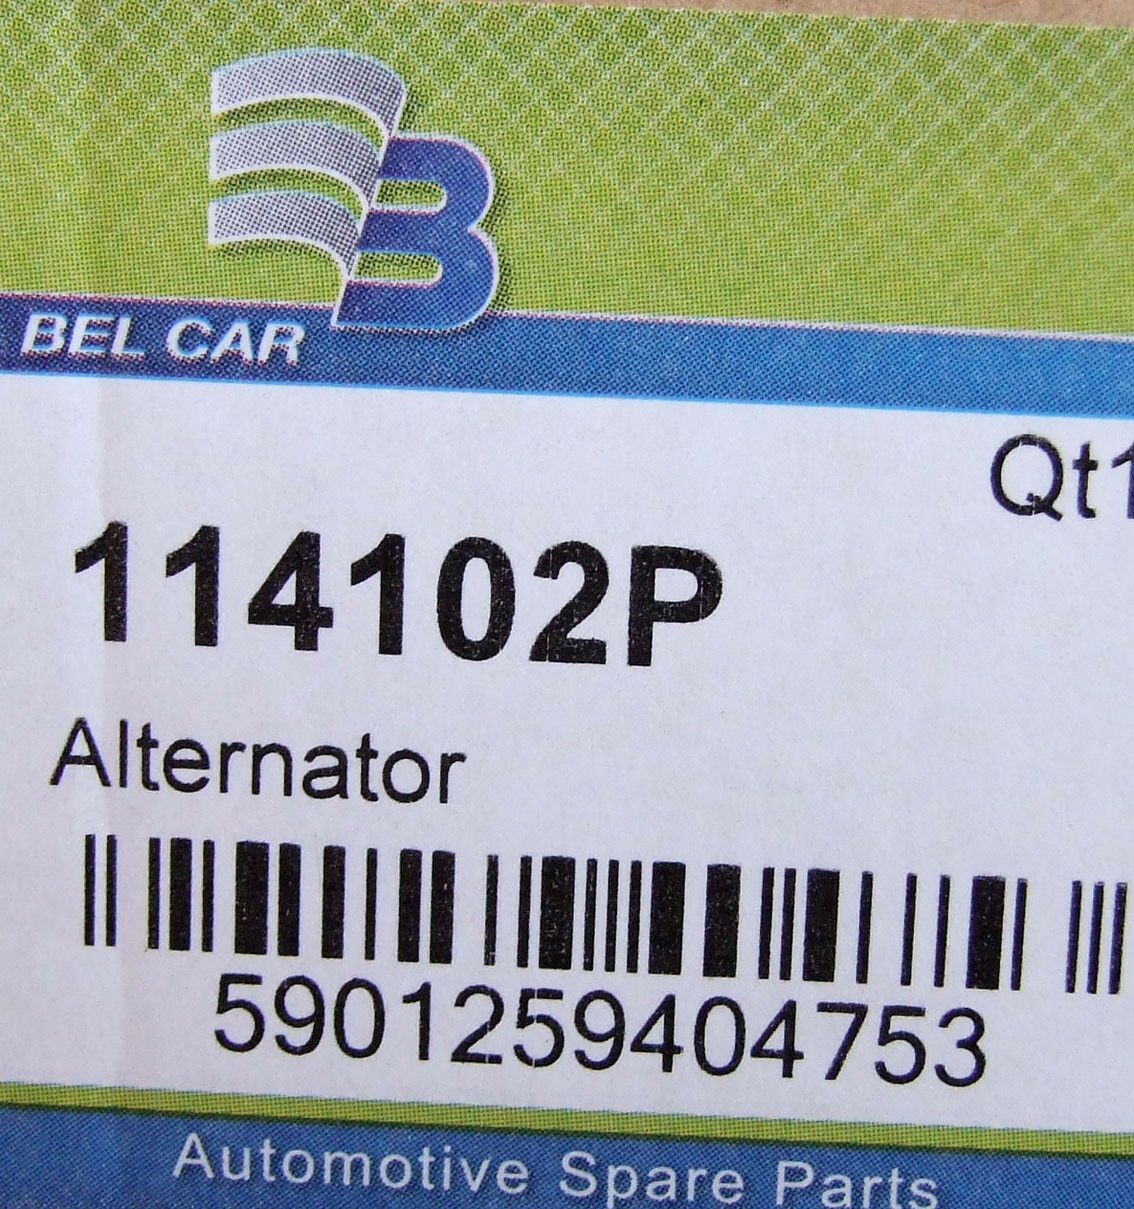 B
BEL CAR
Qt1
114102P
Alternator
5901259404753
Automotive Spare Parts